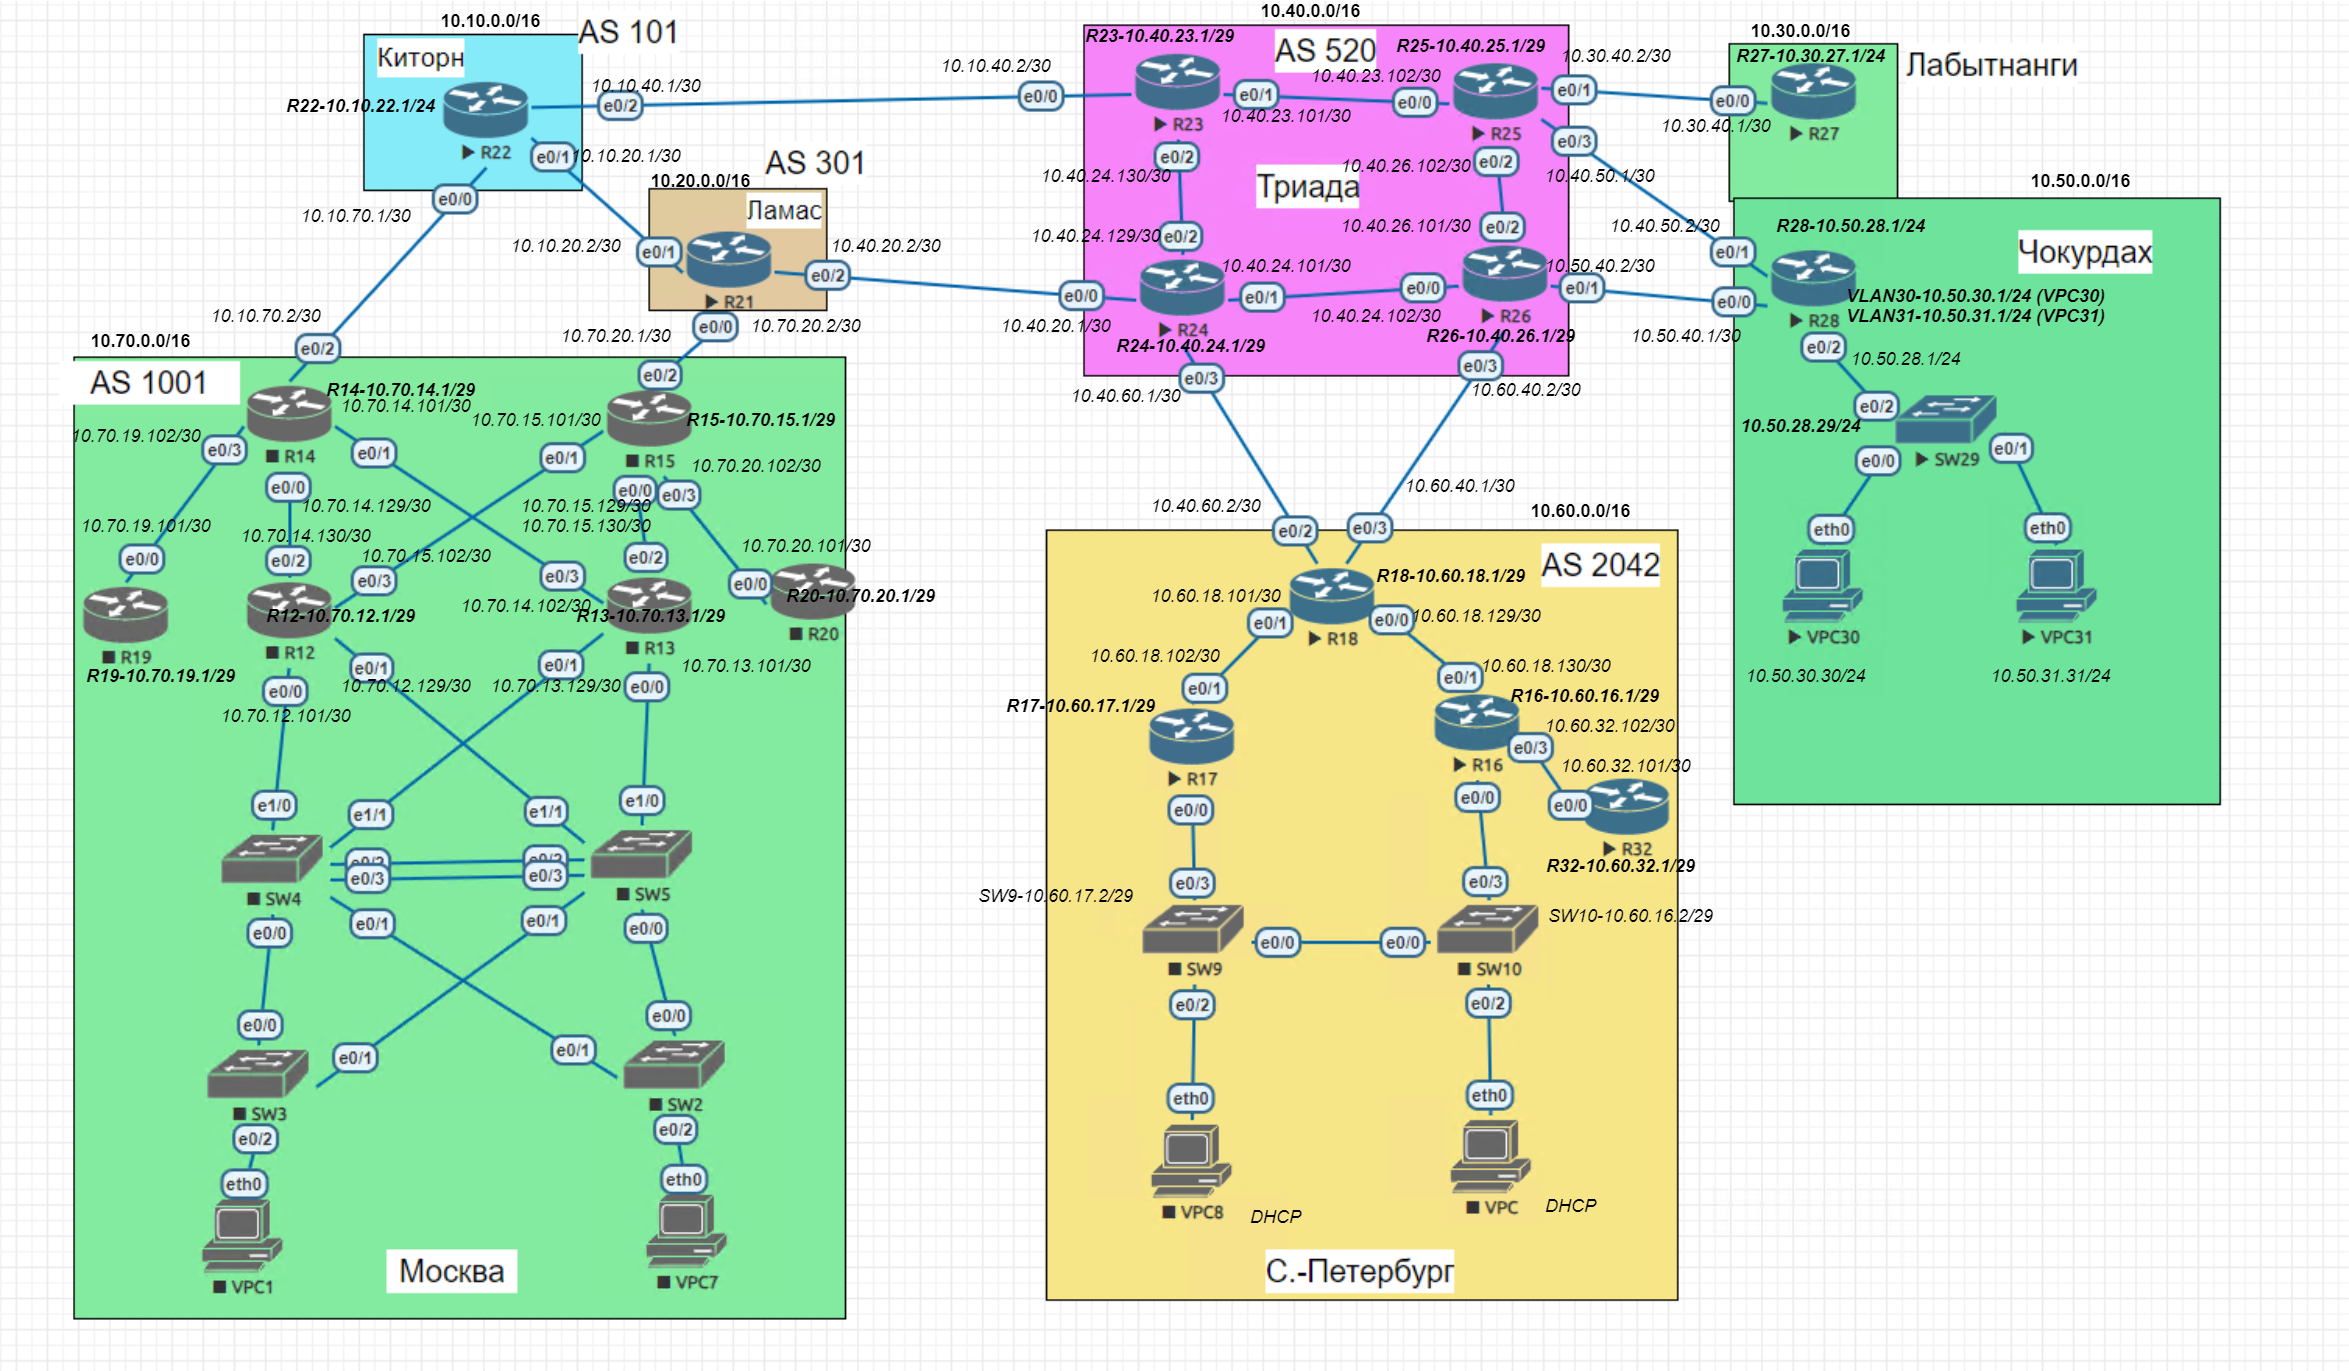 10.10.0.0/16
AS 101
Киторн
R22-10.10.22.1/24
R22
e0/2
10.10.40.1/30
e0/1
10.10.20.1/30
e0/0
10.10.70.1/30
AS 301
10.20.0.0/16
Ламас
10.10.20.2/30
e0/1
R21
e0/2
10.40.20.2/30
e0/0
10.70.20.2/30
10.70.20.1/30
10.40.0.0/16
AS 520
Триада
R23-10.40.23.1/29
10.10.40.2/30
e0/0
R23
e0/1
10.40.23.101/30
e0/2
10.40.24.130/30
R25-10.40.25.1/29
10.40.23.102/30
e0/0
R25
e0/1
10.30.40.2/30
e0/3
10.40.50.1/30
e0/2
10.40.26.102/30
10.40.24.129/30
e0/2
R24
R24-10.40.24.1/29
e0/0
10.40.20.1/30
e0/1
10.40.24.101/30
e0/3
10.40.60.1/30
10.40.26.101/30
e0/2
e0/0
10.40.24.102/30
R26
R26-10.40.26.1/29
e0/1
10.50.40.2/30
e0/3
10.60.40.2/30
10.30.0.0/16
Лабытнанги
R27-10.30.27.1/24
e0/0
10.30.40.1/30
R27
10.50.0.0/16
Чокурдах
R28-10.50.28.1/24
10.40.50.2/30
e0/1
e0/0
10.50.40.1/30
R28
VLAN30-10.50.30.1/24 (VPC30)
VLAN31-10.50.31.1/24 (VPC31)
e0/2
10.50.28.1/24
e0/2
10.50.28.29/24
SW29
e0/0
e0/1
eth0
eth0
VPC30
VPC31
10.50.30.30/24
10.50.31.31/24
10.70.0.0/16
AS 1001
10.10.70.2/30
e0/2
R14-10.70.14.1/29
10.70.14.101/30
R14
10.70.19.102/30
e0/3
e0/1
e0/0
10.70.14.129/30
e0/2
R15-10.70.15.1/29
10.70.15.101/30
R15
e0/1
10.70.20.102/30
e0/0
e0/3
10.70.15.129/30
10.70.15.130/30
10.70.19.101/30
e0/0
R19
R19-10.70.19.1/29
10.70.14.130/30
e0/2
10.70.15.102/30
e0/3
R12-10.70.12.1/29
R12
e0/0
10.70.12.101/30
e0/1
10.70.12.129/30
e0/3
10.70.14.102/30
e0/2
R13-10.70.13.1/29
R13
e0/1
10.70.13.129/30
e0/0
10.70.13.101/30
10.70.20.101/30
e0/0
R20-10.70.20.1/29
R20
e1/0
e1/1
e1/1
e1/0
e0/2
e0/2
e0/3
e0/3
SW4
SW5
e0/0
e0/1
e0/1
e0/0
e0/0
e0/1
e0/1
e0/0
SW3
SW2
e0/2
e0/2
eth0
eth0
VPC1
VPC7
Москва
10.60.0.0/16
AS 2042
10.40.60.2/30
e0/2
10.60.40.1/30
e0/3
R18-10.60.18.1/29
R18
10.60.18.101/30
e0/1
e0/0
10.60.18.129/30
10.60.18.102/30
e0/1
10.60.18.130/30
e0/1
R17-10.60.17.1/29
R17
R16-10.60.16.1/29
R16
10.60.32.102/30
e0/3
10.60.32.101/30
e0/0
R32
R32-10.60.32.1/29
e0/0
e0/0
e0/3
e0/3
SW9-10.60.17.2/29
SW10-10.60.16.2/29
e0/0
e0/0
SW9
SW10
e0/2
e0/2
eth0
eth0
VPC8
DHCP
VPC
DHCP
С.-Петербург